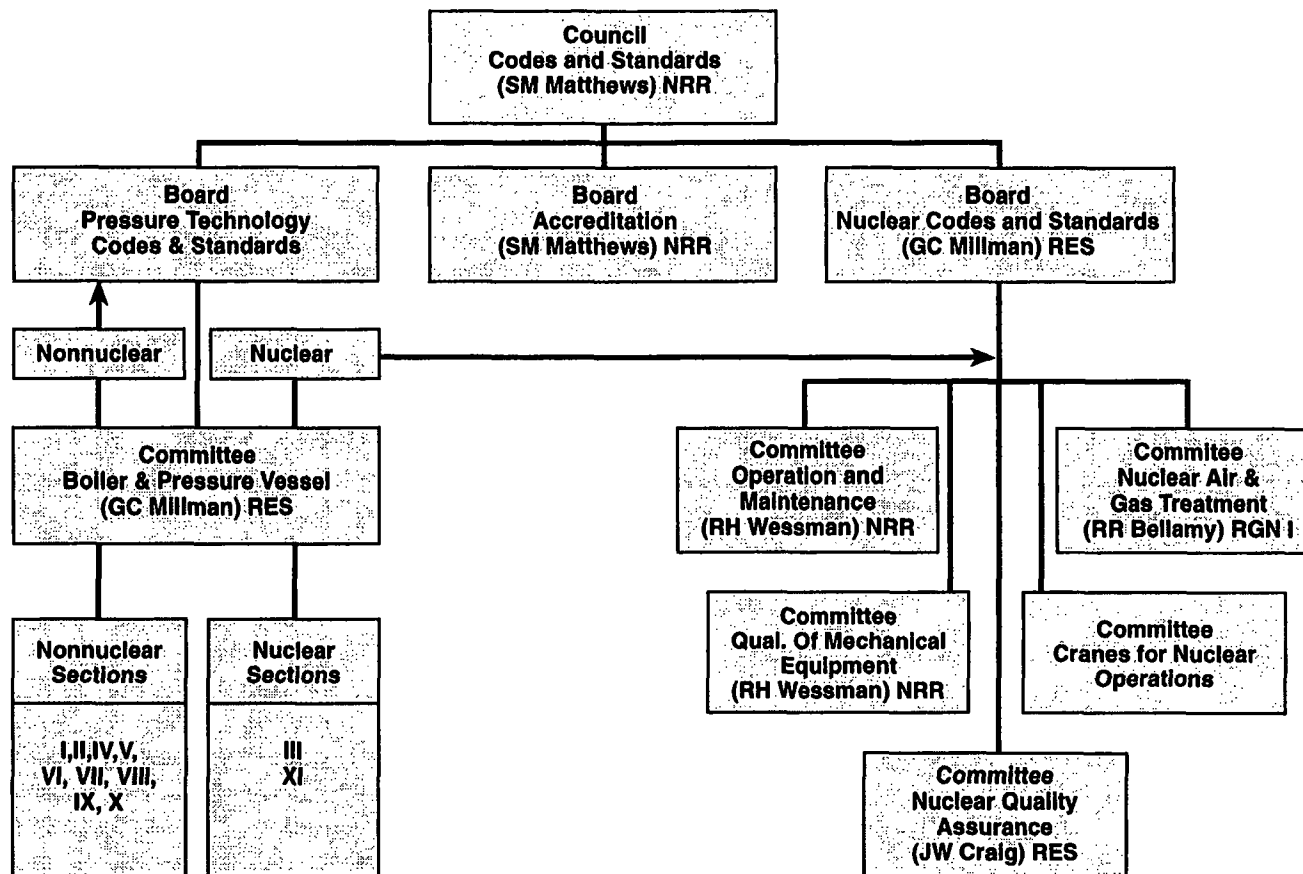 Council
Codes and Standards
(SM Matthews) NRR
Board
Pressure Technology
Codes & Standards
Board
Accreditation
(SM Matthews) NRR
Board
Nuclear Codes and Standards
(GC Millman) RES
Nonnuclear
Nuclear
Committee
Boiler & Pressure Vessel
(GC Millman) RES
Committee
Operation and
Maintenance
(RH Wessman) NRR
Commitee
Nuclear Air &
Gas Treatment
(RR Bellamy) RGN I
Committee
Qual. Of Mechanical
Equipment
(RH Wessman) NRR
Committee
Cranes for Nuclear
Operations
Nonnuclear
Sections
Nuclear
Sections
I,II,IV,V,
VI, VII, VIII,
IX, X
III
XI
Committee
Nuclear Quality
Assurance
(JW Craig) RES